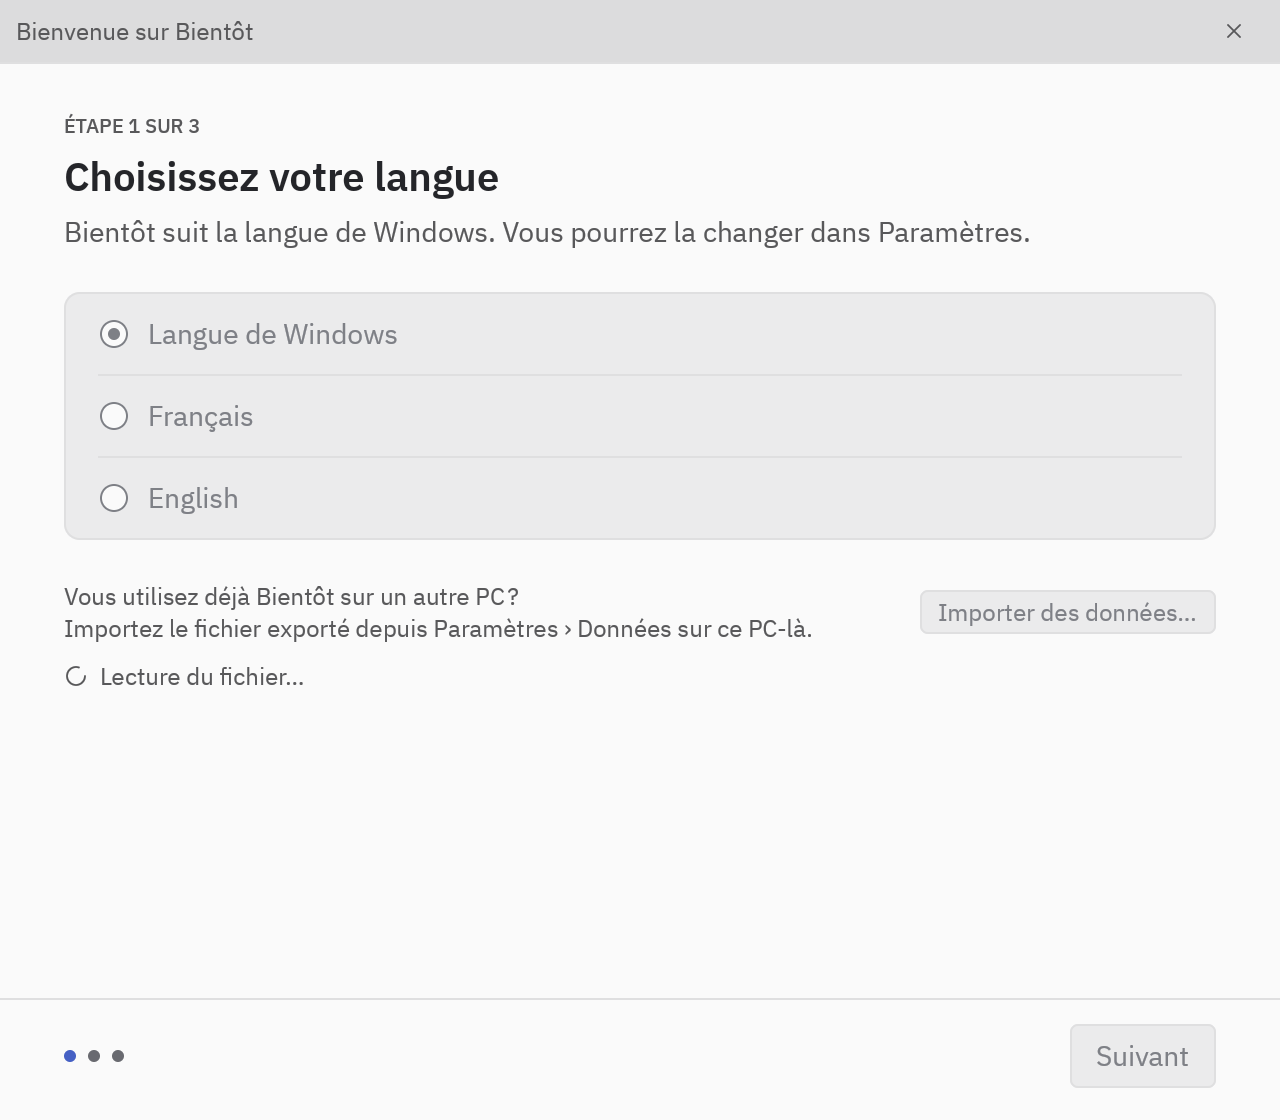 Bienvenue sur Bientôt
ÉTAPE 1 SUR 3
Choisissez votre langue
Bientôt suit la langue de Windows. Vous pourrez la changer dans Paramètres.
Langue de Windows
Français
English
Vous utilisez déjà Bientôt sur un autre PC ?
Importez le fichier exporté depuis Paramètres › Données sur ce PC-là.
Importer des données…
Lecture du fichier…
Suivant